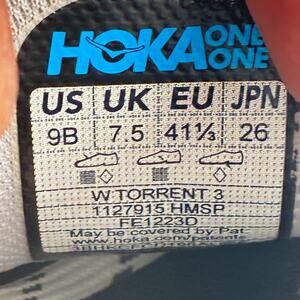 HOKA ONE ONE
US UK EU JPN
9B 7.5 41⅓ 26
W TORRENT 3
1127915 HMSP
FE1223D
May be covered by Pat.
www.hoka.com/patents